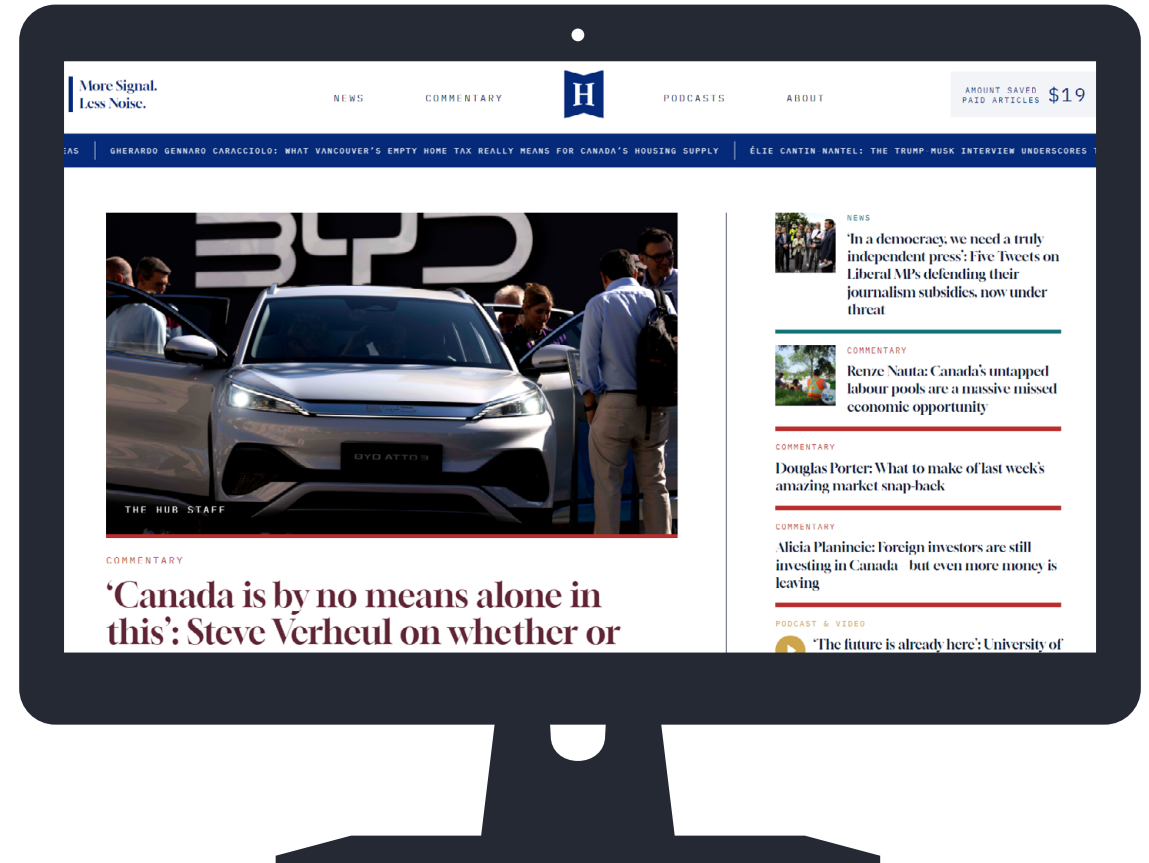 More Signal.
Less Noise.
NEWS
COMMENTARY
H
PODCASTS
ABOUT
AMOUNT SAVED
PAID ARTICLES
$19
EAS
GHERARDO GENNARO CARACCIOLO: WHAT VANCOUVER'S EMPTY HOME TAX REALLY MEANS FOR CANADA'S HOUSING SUPPLY
ÉLIE CANTIN-NANTEL: THE TRUMP-MUSK INTERVIEW UNDERSCORES
BYD
BYD
BYD ATTO 3
THE HUB STAFF
COMMENTARY
‘Canada is by no means alone in
this’: Steve Verheul on whether or
NEWS
‘In a democracy, we need a truly
independent press’: Five Tweets on
Liberal MPs defending their
journalism subsidies, now under
threat
COMMENTARY
Renze Nauta: Canada’s untapped
labour pools are a massive missed
economic opportunity
COMMENTARY
Douglas Porter: What to make of last week’s
amazing market snap-back
COMMENTARY
Alicia Planincic: Foreign investors are still
investing in Canada—but even more money is
leaving
PODCAST & VIDEO
‘The future is already here’: University of